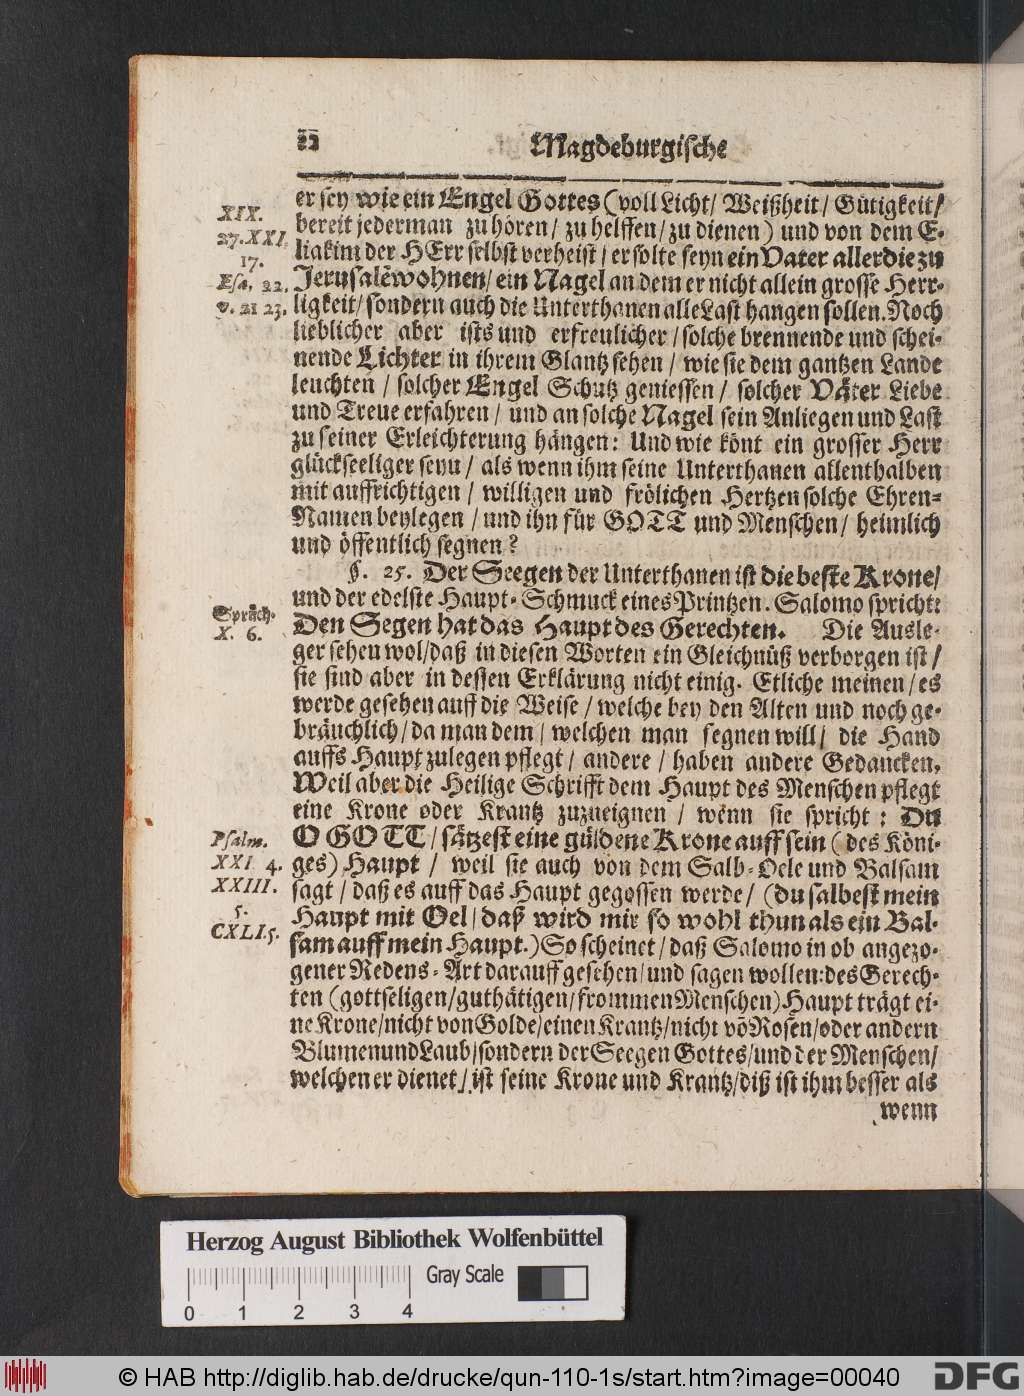 22 Magdeburgische
er sey wie ein Engel Gottes (voll Licht/ Weißheit/ Gütigkeit/
bereit jederman zu hören/ zu helffen/ zu dienen) und von dem E-
liakim der HErr selbst verheist/ er solte seyn ein Vater aller die zu
Jerusalē wohnen/ ein Nagel an dem er nicht allein grosse Herr-
ligkeit/ sondern auch die Unterthanen alle Last hangen sollen. Noch
lieblicher aber ists und erfreulicher/ solche brennende und schei-
nende Lichter in ihrem Glantz sehen/ wie sie dem gantzen Lande
leuchten/ solcher Engel Schutz geniessen/ solcher Väter Liebe
und Treue erfahren/ und an solche Nagel sein Anliegen und Last
zu seiner Erleichterung hängen: Und wie könt ein grosser Herr
glückseeliger seyn/ als wenn ihm seine Unterthanen allenthalben
mit auffrichtigen/ willigen und frölichen Hertzen solche Ehren-
Namen beylegen/ und ihn für GOTT und Menschen/ heimlich
und öffentlich segnen?
§. 25. Der Seegen der Unterthanen ist die beste Krone/
und der edelste Haupt-Schmuck eines Printzen. Salomo spricht:
Den Segen hat das Haupt des Gerechten. Die Ausle-
ger sehen wol/ daß in diesen Worten ein Gleichnüß verborgen ist/
sie sind aber in dessen Erklärung nicht einig. Etliche meinen/ es
werde gesehen auff die Weise/ welche bey den Alten und noch ge-
bräuchlich/ da man dem/ welchen man segnen will/ die Hand
auffs Haupt zulegen pflegt/ andere/ haben andere Gedancken.
Weil aber die Heilige Schrifft dem Haupt des Menschen pflegt
eine Krone oder Krantz zuzueignen/ wenn sie spricht: Du
O GOTT/ sätzest eine güldene Krone auff sein (des Köni-
ges) Haupt/ weil sie auch von dem Salb-Oele und Balsam
sagt/ daß es auff das Haupt gegossen werde/ (du salbest mein
Haupt mit Oel/ daß wird mir so wohl thun als ein Bal-
sam auff mein Haupt.) So scheinet/ daß Salomo in ob angezo-
gener Redens-Art darauff gesehen/ und sagen wollen: des Gerech-
ten (gottseligen/ guthätigen/ frommen Menschen) Haupt trägt ei-
ne Krone/ nicht von Golde/ einen Krantz/ nicht vō Rosen/ oder andern
Blumen und Laub/ sondern der Seegen Gottes/ und der Menschen/
welchen er dienet/ ist seine Krone und Krantz/ diß ist ihm besser als
wenn
XIX.
27. XXI.
17.
Esa. 22.
v. 21 23.
Spräch.
X. 6.
Psalm.
XXI. 4.
XXIII.
5.
CXLI.5.
Herzog August Bibliothek Wolfenbüttel
Gray Scale
0 1 2 3 4
© HAB http://diglib.hab.de/drucke/qun-110-1s/start.htm?image=00040
DFG